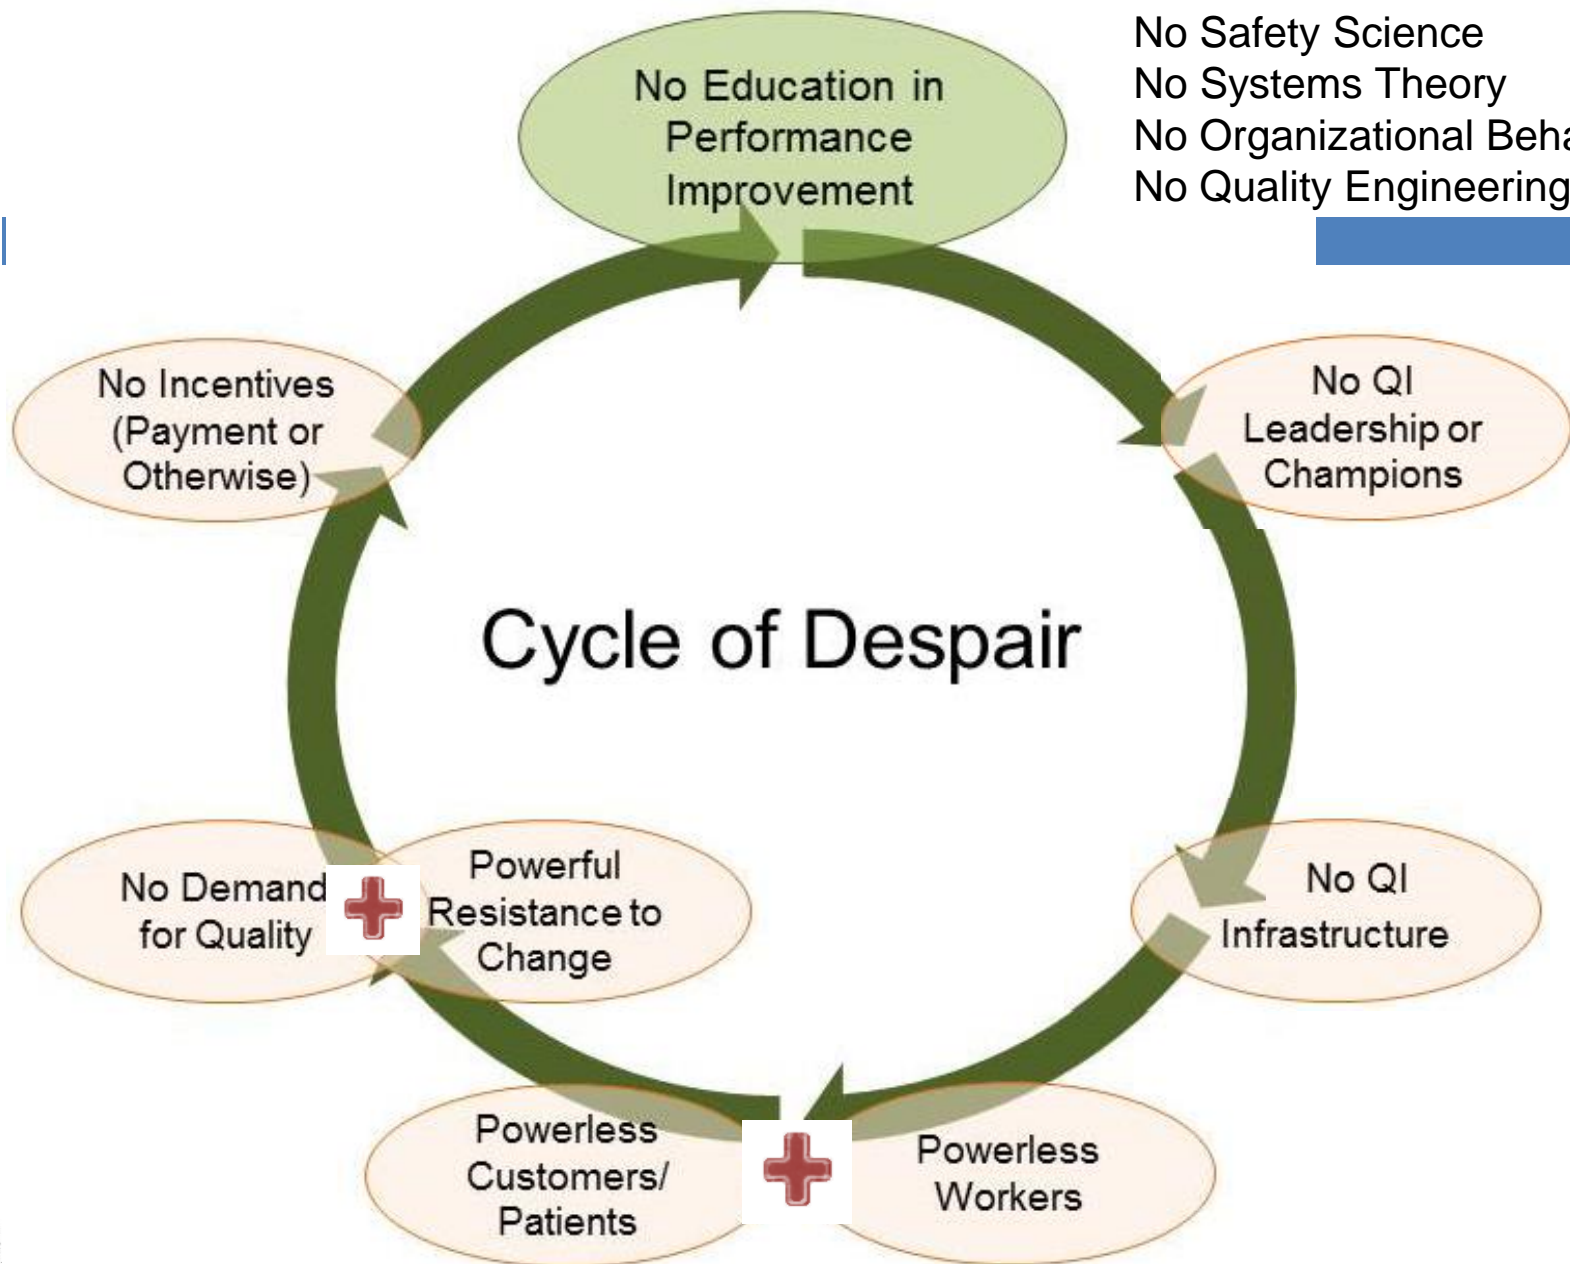 No Safety Science
No Systems Theory
No Organizational
No Quality Engineering
No Education in
Performance
Improvement
No Incentives
(Payment or
Otherwise)
No QI
Leadership or
Champions
Cycle of Despair
No Demand
for Quality
Powerful
Resistance to
Change
No QI
Infrastructure
Powerless
Customers/
Patients
Powerless
Workers